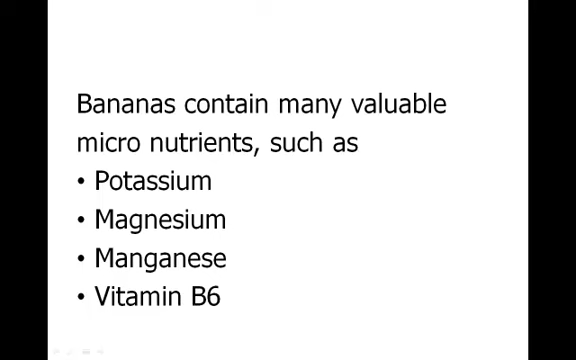 Bananas contain many valuable
micro nutrients, such as
• Potassium
• Magnesium
• Manganese
• Vitamin B6